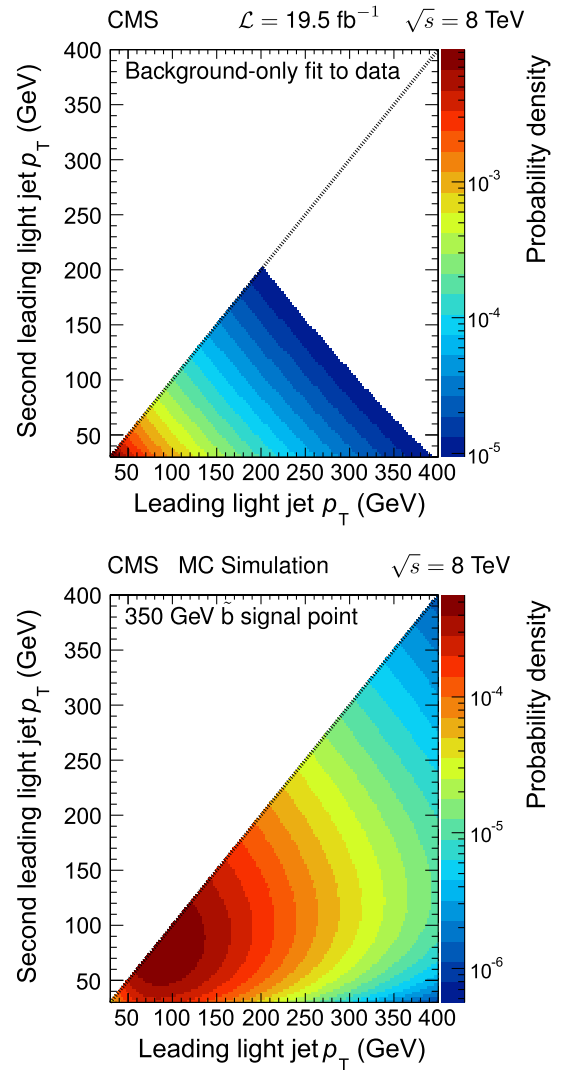 CMS ℒ = 19.5 fb⁻¹ √s = 8 TeV
Background-only fit to data
Second leading light jet p_T (GeV)
400
350
300
250
200
150
100
50
50 100 150 200 250 300 350 400
Leading light jet p_T (GeV)
10⁻³
10⁻⁴
10⁻⁵
Probability density
CMS MC Simulation √s = 8 TeV
350 GeV b̃ signal point
Second leading light jet p_T (GeV)
400
350
300
250
200
150
100
50
50 100 150 200 250 300 350 400
Leading light jet p_T (GeV)
10⁻⁴
10⁻⁵
10⁻⁶
Probability density